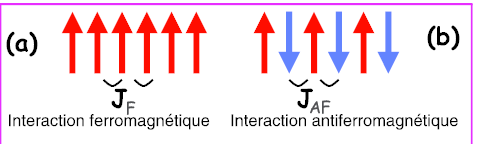 (a)
(b)
J_F
J_AF
Interaction ferromagnétique
Interaction antiferromagnétique